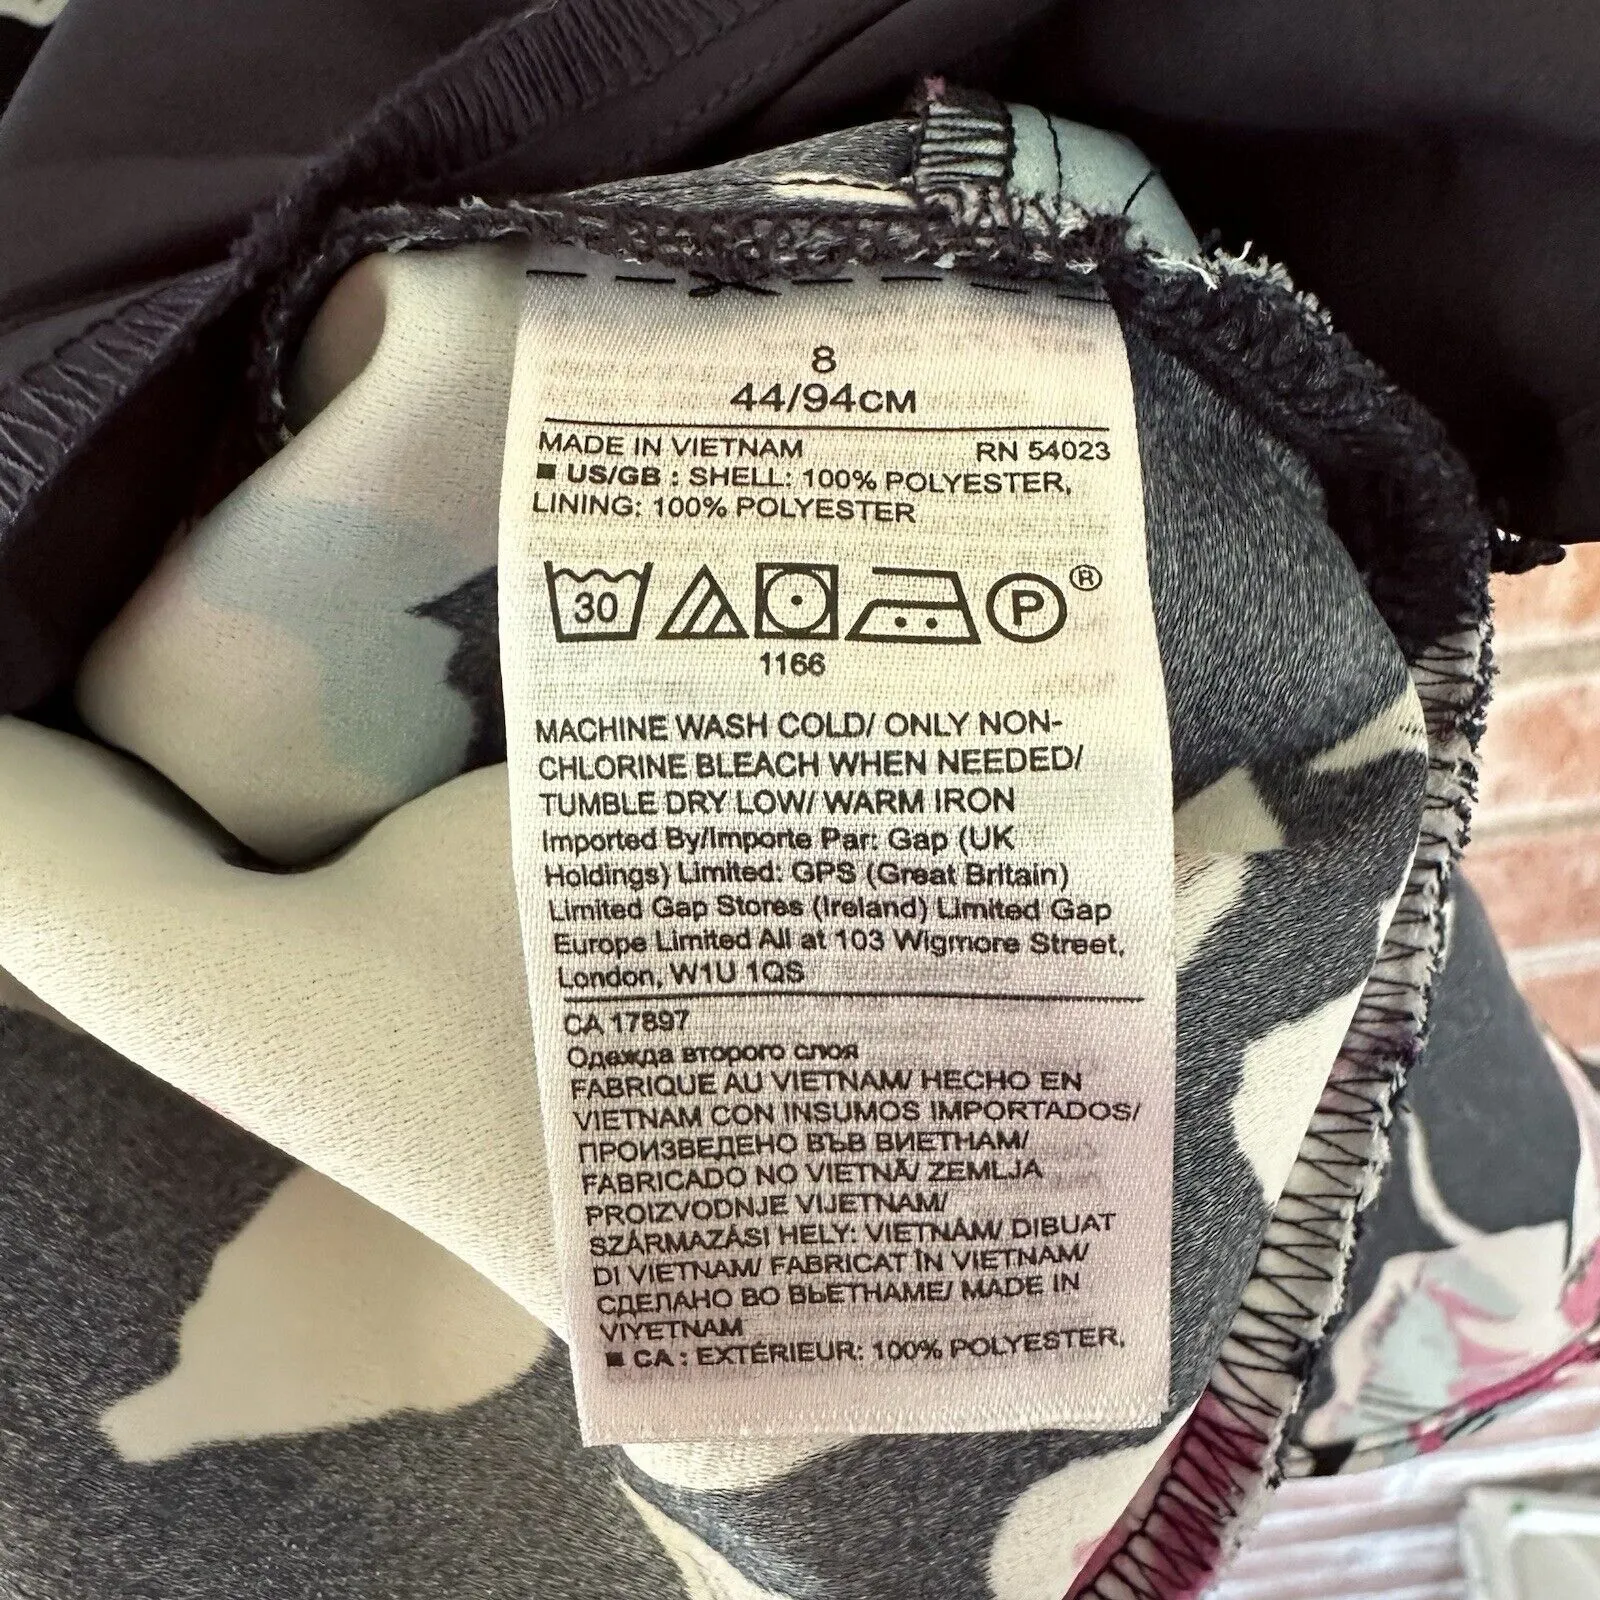 8
44/94CM
MADE IN VIETNAM RN 54023
■ US/GB : SHELL: 100% POLYESTER,
LINING: 100% POLYESTER
30 P ®
1166
MACHINE WASH COLD/ ONLY NON-
CHLORINE BLEACH WHEN NEEDED/
TUMBLE DRY LOW/ WARM IRON
Imported By/Importe Par: Gap (UK
Holdings) Limited: GPS (Great Britain)
Limited Gap Stores (Ireland) Limited Gap
Europe Limited All at 103 Wigmore Street,
London, W1U 1QS
CA 17897
Одежда второго слоя
FABRIQUE AU VIETNAM/ HECHO EN
VIETNAM CON INSUMOS IMPORTADOS/
ПРОИЗВЕДЕНО ВЪВ ВИЕТНАМ/
FABRICADO NO VIETNÃ/ ZEMLJA
PROIZVODNJE VIJETNAM/
SZÁRMAZÁSI HELY: VIETNÁM/ DIBUAT
DI VIETNAM/ FABRICAT ÎN VIETNAM/
СДЕЛАНО ВО ВЬЕТНАМЕ/ MADE IN
VIYETNAM
■ CA : EXTÉRIEUR: 100% POLYESTER,